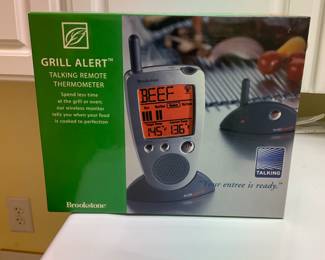 GRILL ALERT™
TALKING REMOTE
THERMOMETER
Spend less time
at the grill or oven;
our wireless monitor
tells you when your food
is cooked to perfection
Brookstone
Brookstone
BEEF
145°
136°
TALKING
"Your entree is ready."